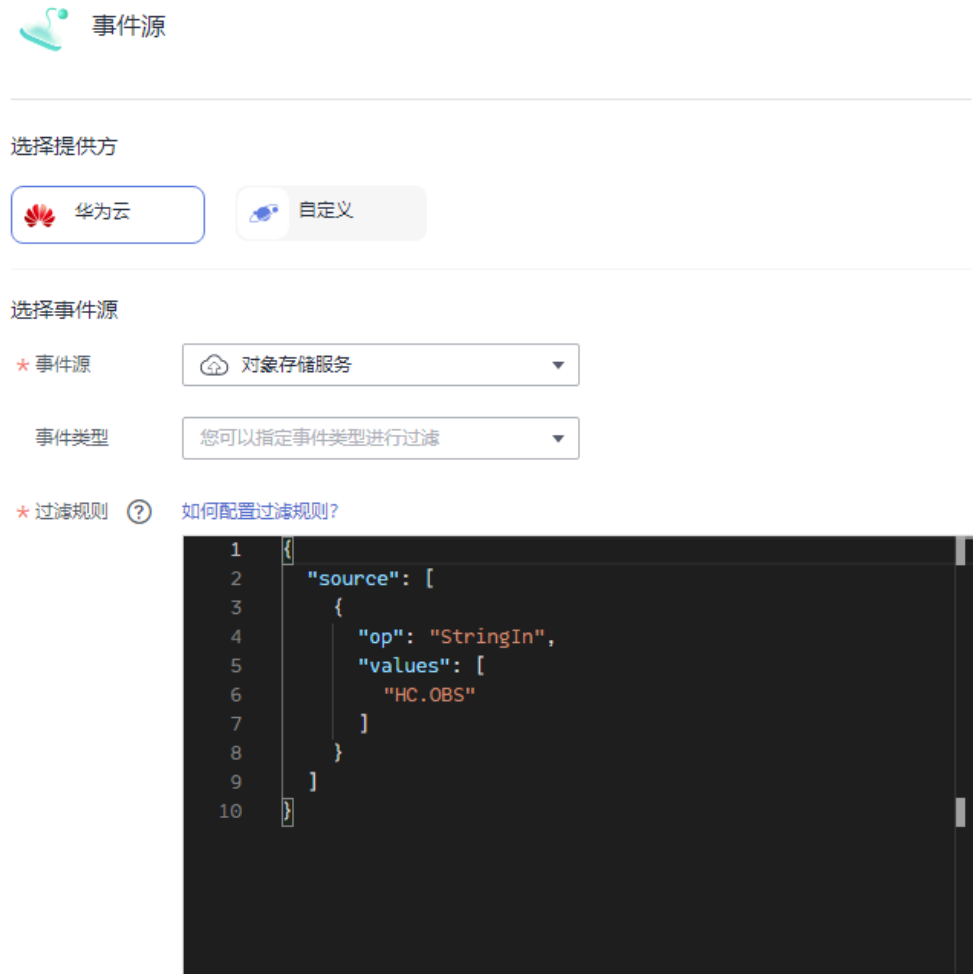 事件源
选择提供方
华为云 自定义
选择事件源
* 事件源 对象存储服务
事件类型 您可以指定事件类型进行过滤
* 过滤规则 ? 如何配置过滤规则?
1 {
2 "source": [
3 {
4 "op": "StringIn",
5 "values": [
6 "HC.OBS"
7 ]
8 }
9 ]
10 }